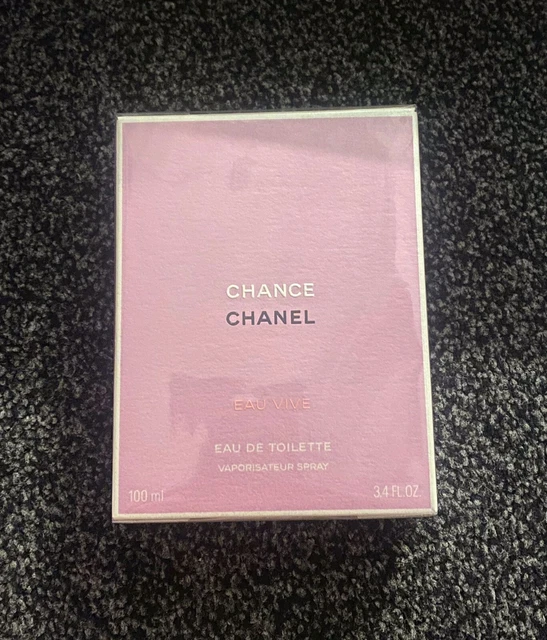 CHANCE
CHANEL
EAU VIVE
EAU DE TOILETTE
VAPORISATEUR SPRAY
100 ml 3.4 FL.OZ.